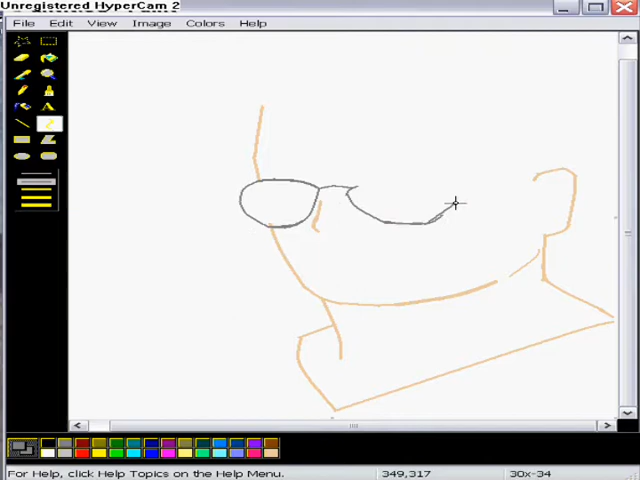 Unregistered HyperCam 2
File Edit View Image Colors Help
A
For Help, click Help Topics on the Help Menu. 349,317 30x-34